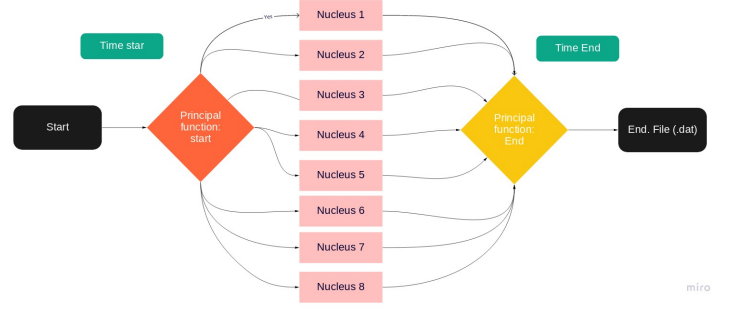 Yes
Nucleus 1
Time star
Time End
Nucleus 2
Nucleus 3
Principal
function:
start
Principal
function:
End
Start
Nucleus 4
End. File (.dat)
Nucleus 5
Nucleus 6
Nucleus 7
Nucleus 8
miro